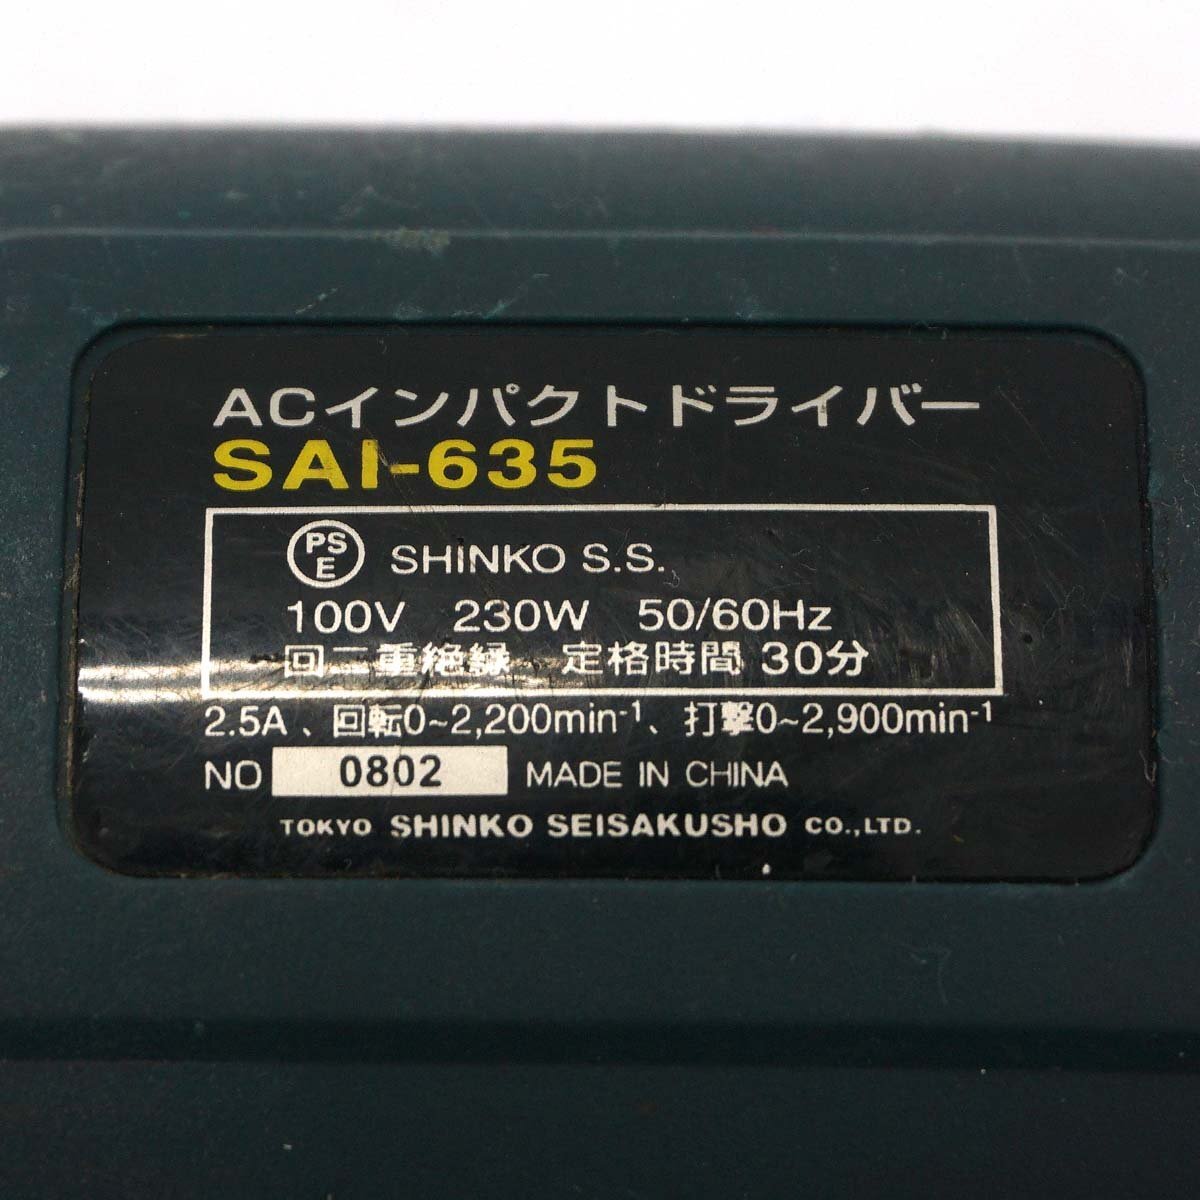 ACインパクトドライバー
SAI-635
PSE SHINKO S.S.
100V 230W 50/60Hz
回二重絶縁 定格時間 30分
2.5A、回転0~2,200min-1、打撃0~2,900min-1
NO 0802 MADE IN CHINA
TOKYO SHINKO SEISAKUSHO CO.,LTD.